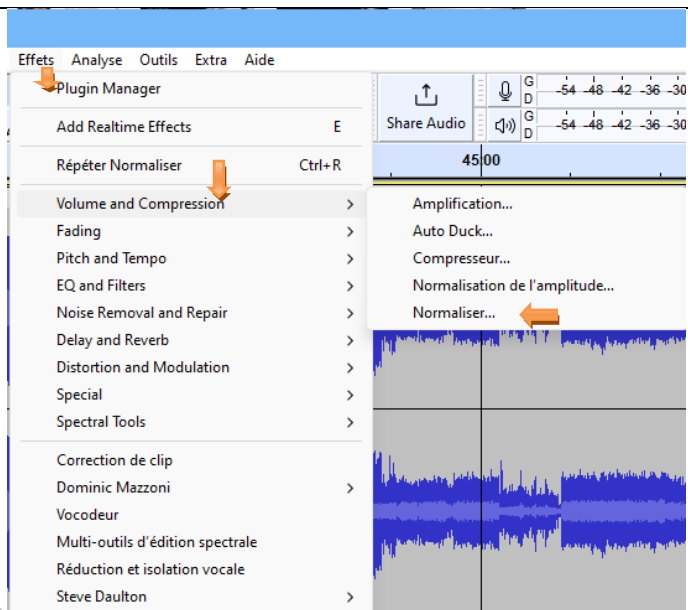 Effets Analyse Outils Extra Aide
Plugin Manager
Add Realtime Effects E
Répéter Normaliser Ctrl+R
Volume and Compression >
Fading >
Pitch and Tempo >
EQ and Filters >
Noise Removal and Repair >
Delay and Reverb >
Distortion and Modulation >
Special >
Spectral Tools >
Correction de clip
Dominic Mazzoni >
Vocodeur
Multi-outils d'édition spectrale
Réduction et isolation vocale
Steve Daulton >
Share Audio
G D -54 -48 -42 -36 -30
G D -54 -48 -42 -36 -30
45:00
Amplification...
Auto Duck...
Compresseur...
Normalisation de l'amplitude...
Normaliser...